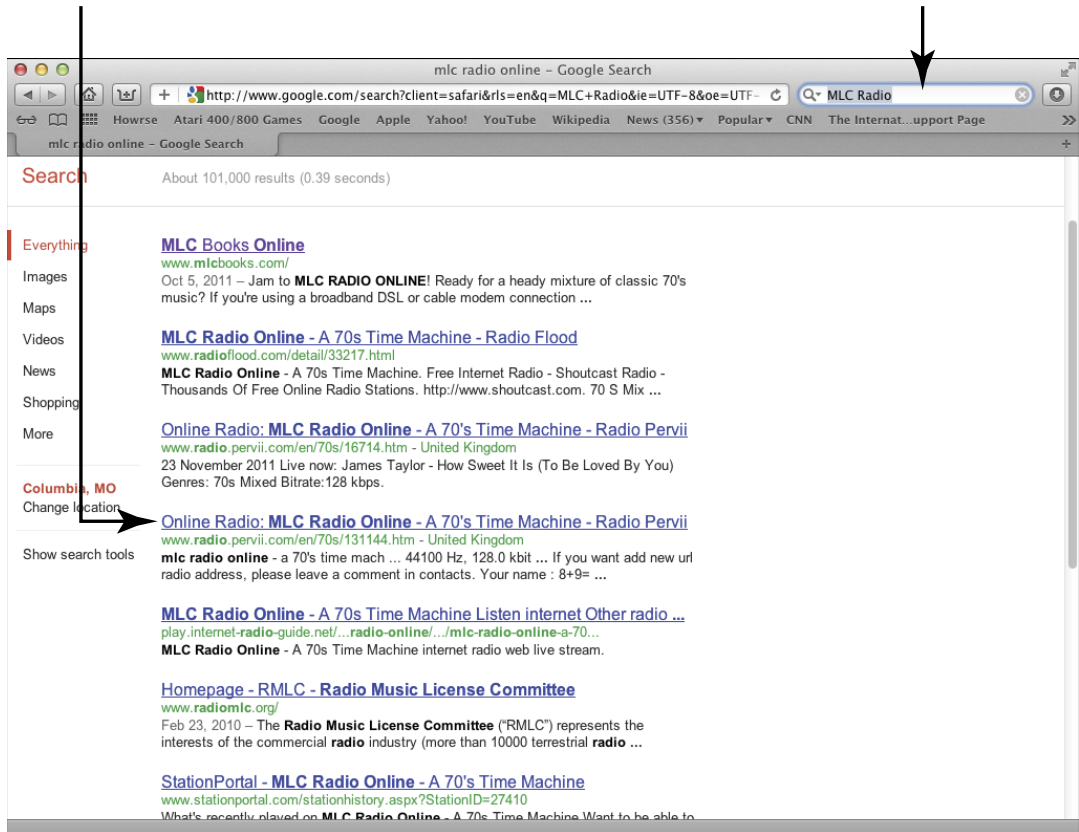 mlc radio online – Google Search
http://www.google.com/search?client=safari&rls=en&q=MLC+Radio&ie=UTF-8&oe=UTF-
MLC Radio
Howrse Atari 400/800 Games Google Apple Yahoo! YouTube Wikipedia News (356) Popular CNN The Internat...upport Page
mlc radio online – Google Search
Search
About 101,000 results (0.39 seconds)
Everything
Images
Maps
Videos
News
Shopping
More
Columbia, MO
Change location
Show search tools
MLC Books Online
www.mlcbooks.com/
Oct 5, 2011 – Jam to MLC RADIO ONLINE! Ready for a heady mixture of classic 70's
music? If you're using a broadband DSL or cable modem connection ...
MLC Radio Online - A 70s Time Machine - Radio Flood
www.radioflood.com/detail/33217.html
MLC Radio Online - A 70s Time Machine. Free Internet Radio - Shoutcast Radio -
Thousands Of Free Online Radio Stations. http://www.shoutcast.com. 70 S Mix ...
Online Radio: MLC Radio Online - A 70's Time Machine - Radio Pervii
www.radio.pervii.com/en/70s/16714.htm - United Kingdom
23 November 2011 Live now: James Taylor - How Sweet It Is (To Be Loved By You)
Genres: 70s Mixed Bitrate:128 kbps.
Online Radio: MLC Radio Online - A 70's Time Machine - Radio Pervii
www.radio.pervii.com/en/70s/131144.htm - United Kingdom
mlc radio online - a 70's time mach ... 44100 Hz, 128.0 kbit ... If you want add new url
radio address, please leave a comment in contacts. Your name : 8+9= ...
MLC Radio Online - A 70s Time Machine Listen internet Other radio ...
play.internet-radio-guide.net/...radio-online/.../mlc-radio-online-a-70...
MLC Radio Online - A 70s Time Machine internet radio web live stream.
Homepage - RMLC - Radio Music License Committee
www.radiomlc.org/
Feb 23, 2010 – The Radio Music License Committee (“RMLC”) represents the
interests of the commercial radio industry (more than 10000 terrestrial radio ...
StationPortal - MLC Radio Online - A 70's Time Machine
www.stationportal.com/stationhistory.aspx?StationID=27410
What's recently played on MLC Radio Online - A 70s Time Machine Want to be able to